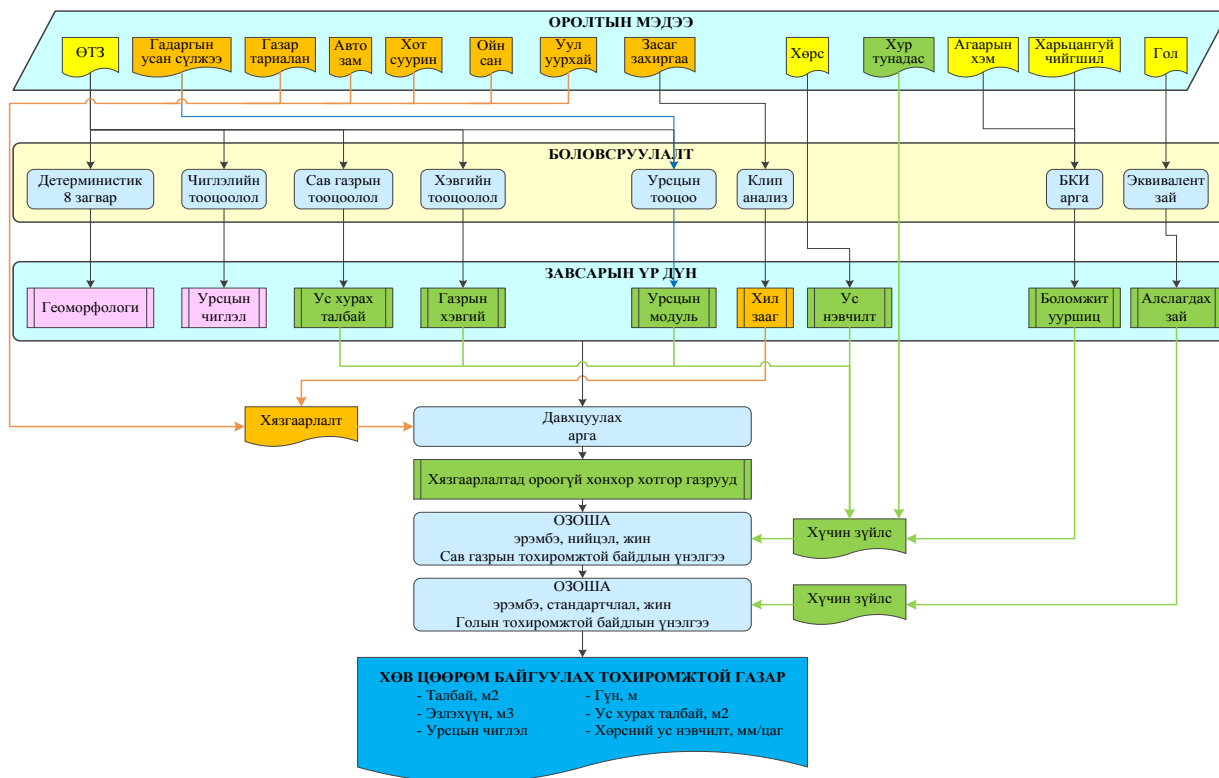 ОРОЛТЫН МЭДЭЭ
ӨТЗ
Гадаргын
усан сүлжээ
Газар
тариалан
Авто
зам
Хот
суурин
Ойн
сан
Уул
уурхай
Засаг
захиргаа
Хөрс
Хур
тунадас
Агаарын
хэм
Харьцангуй
чийгшил
Гол
БОЛОВСРУУЛАЛТ
Детерминистик
8 загвар
Чиглэлийн
тооцоолол
Сав газрын
тооцоолол
Хэвгийн
тооцоолол
Урсцын
тооцоо
Клип
анализ
БКИ
арга
Эквивалент
зай
ЗАВСАРЫН ҮР ДҮН
Геоморфологи
Урсцын
чиглэл
Ус хурах
талбай
Газрын
хэвгий
Урсцын
модуль
Хил
зааг
Ус
нэвчилт
Боломжит
ууршиц
Алслагдах
зай
Хязгаарлалт
Давхцуулах
арга
Хязгаарлалтад ороогүй хонхор хотгор газрууд
ОЗОША
эрэмбэ, нийцэл, жин
Сав газрын тохиромжтой байдлын үнэлгээ
Хүчин зүйлс
ОЗОША
эрэмбэ, стандартчлал, жин
Голын тохиромжтой байдлын үнэлгээ
Хүчин зүйлс
ХӨВ ЦӨӨРӨМ БАЙГУУЛАХ ТОХИРОМЖТОЙ ГАЗАР
- Талбай, м2
- Эзлэхүүн, м3
- Урсцын чиглэл
- Гүн, м
- Ус хурах талбай, м2
- Хөрсний ус нэвчилт, мм/цаг